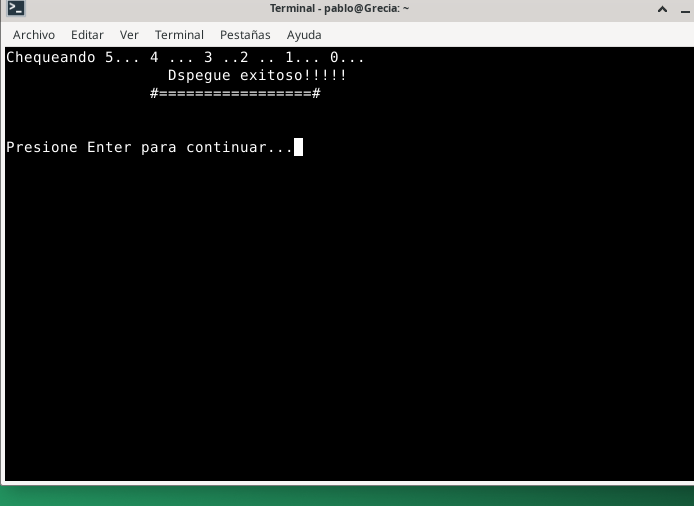 Terminal - pablo@Grecia: ~
Archivo Editar Ver Terminal Pestañas Ayuda
Chequeando 5... 4 ... 3 ..2 .. 1... 0...
Dspegue exitoso!!!!!
#=================#
Presione Enter para continuar...